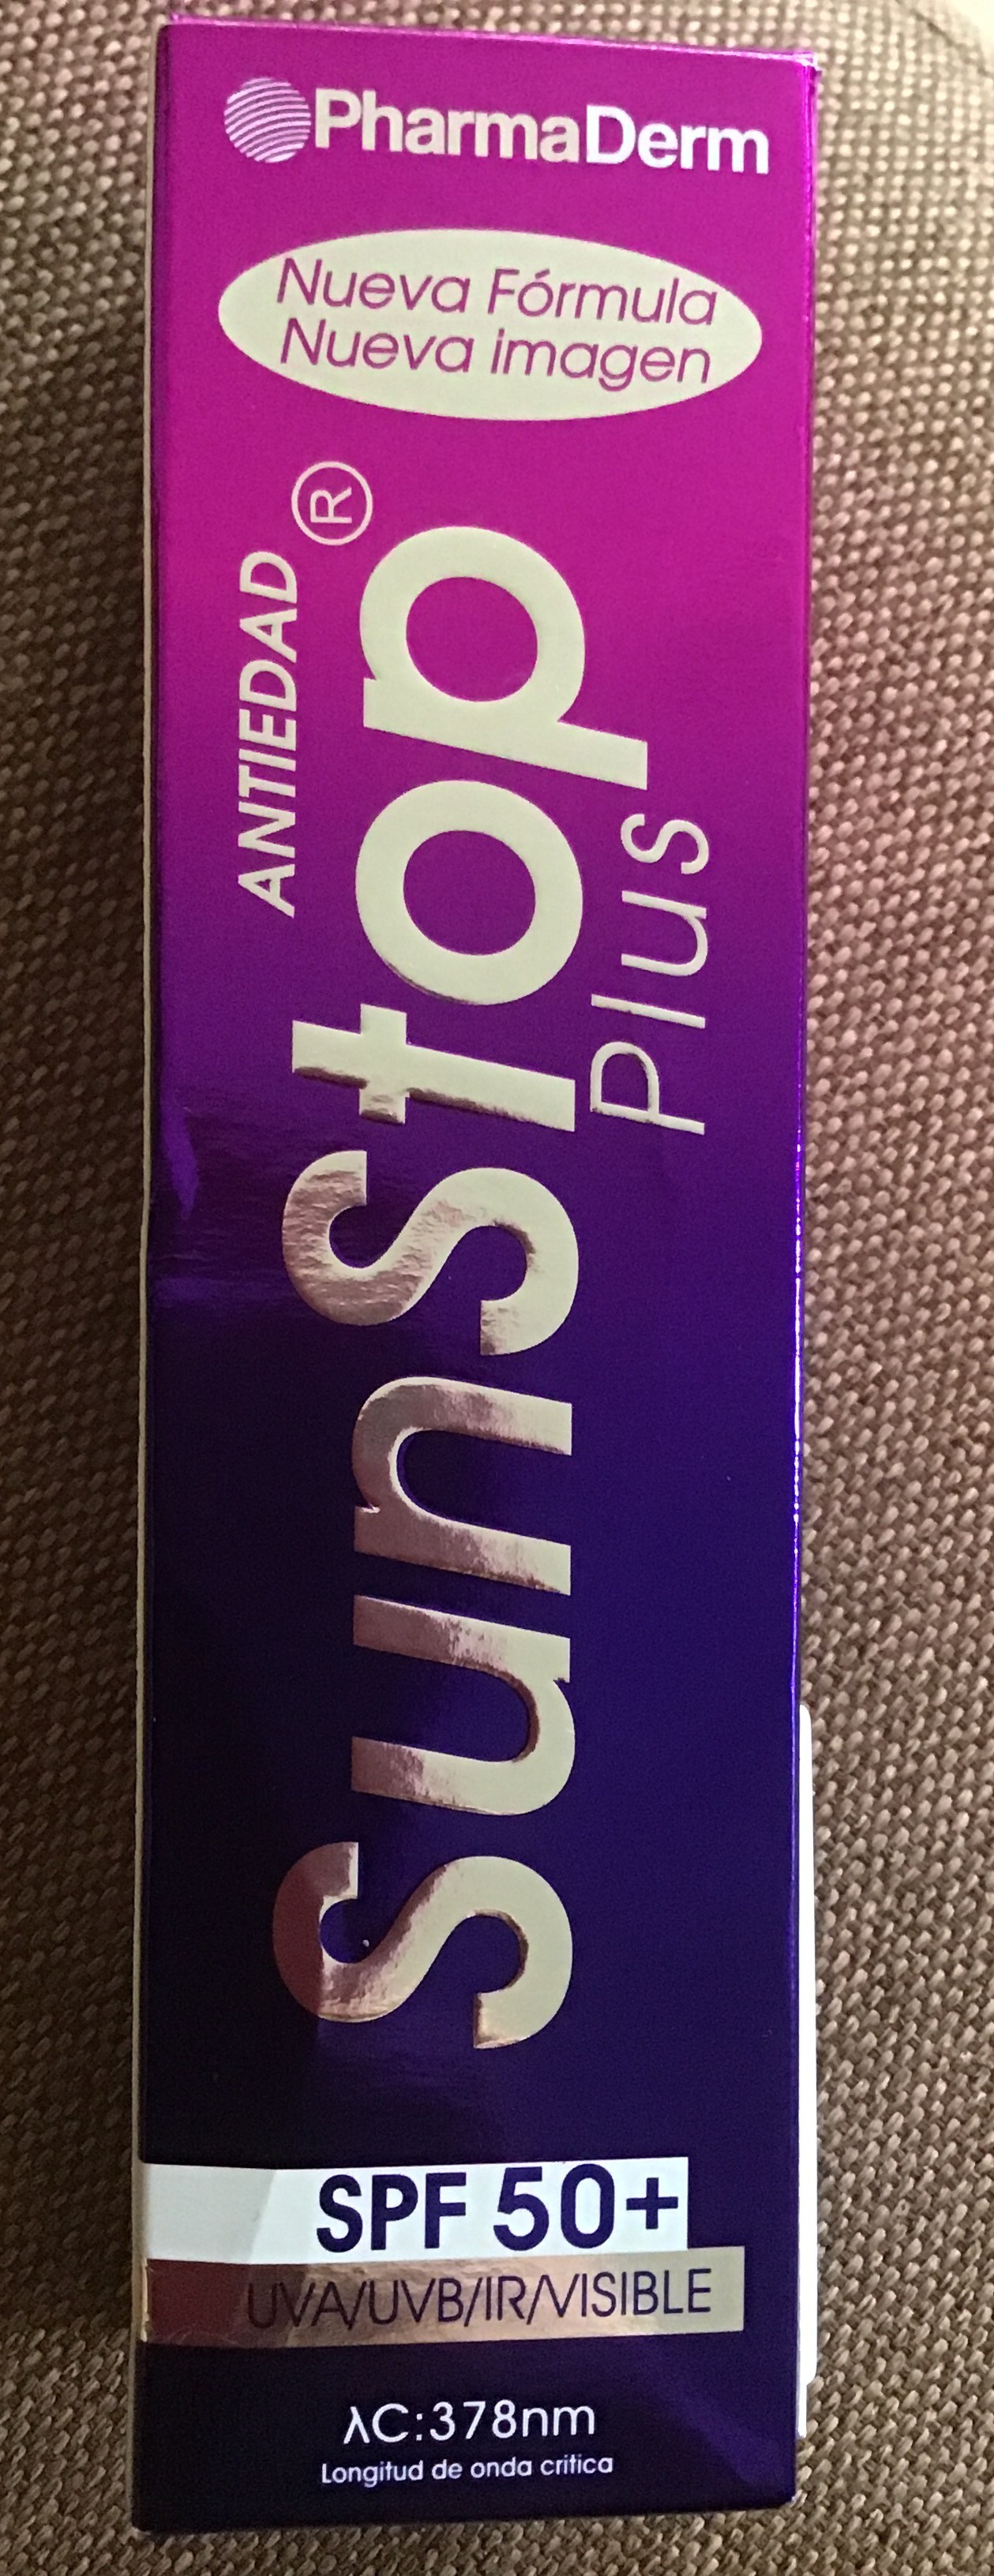 PharmaDerm
Nueva Fórmula
Nueva imagen
ANTIEDAD
SunStop®
plus
SPF 50+
UVA/UVB/IR/VISIBLE
λC:378nm
Longitud de onda critica